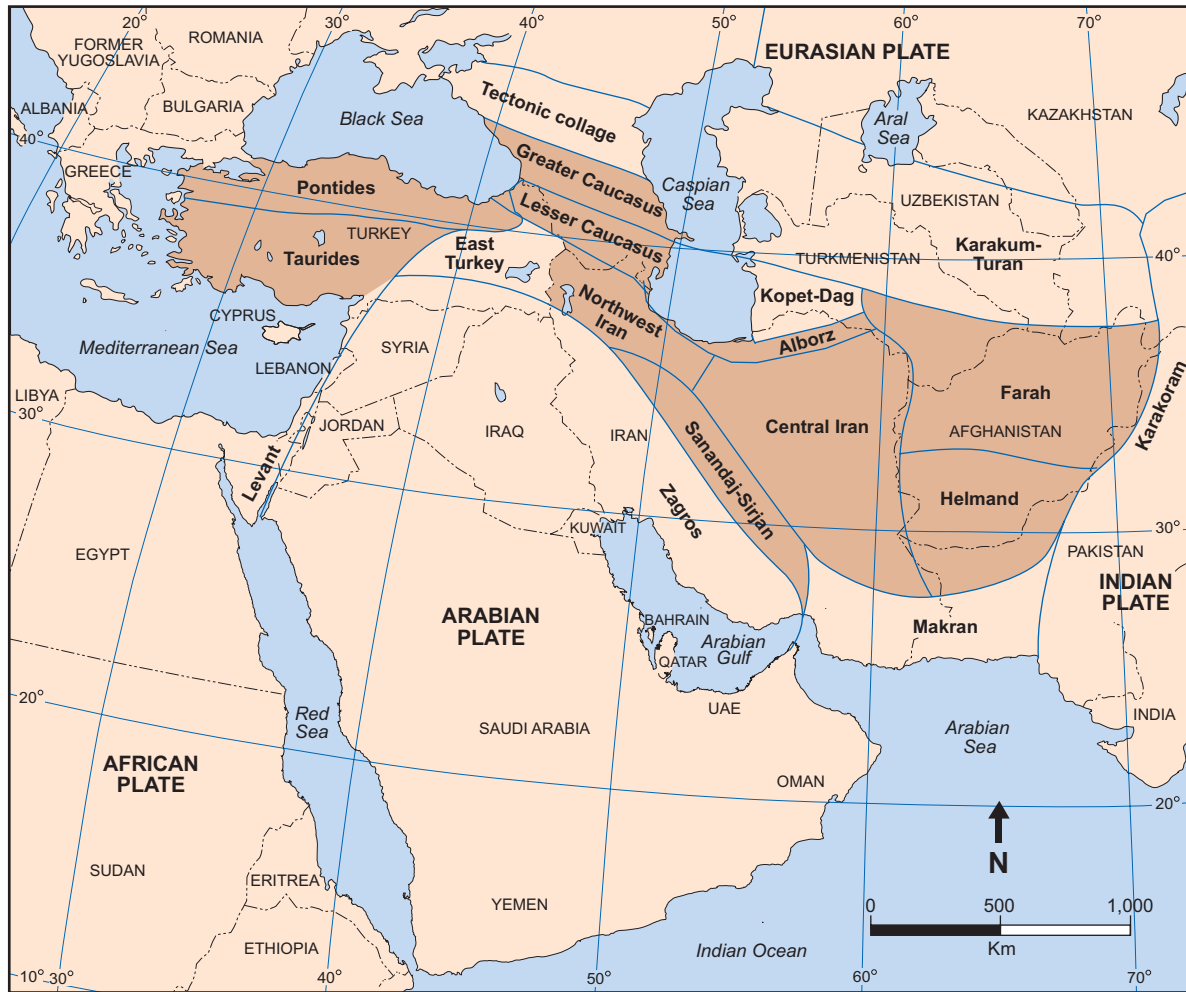 20°
30°
40°
50°
60°
70°
FORMER
YUGOSLAVIA
ROMANIA
EURASIAN PLATE
ALBANIA
BULGARIA
Black Sea
Tectonic collage
Aral
Sea
KAZAKHSTAN
40°
GREECE
Pontides
Greater Caucasus
Caspian
Sea
UZBEKISTAN
Lesser Caucasus
TURKEY
Taurides
East
Turkey
TURKMENISTAN
Karakum-
Turan
40°
Kopet-Dag
Northwest
Iran
CYPRUS
Mediterranean Sea
LEBANON
SYRIA
Alborz
LIBYA
30°
Farah
Karakoram
JORDAN
IRAQ
IRAN
Central Iran
AFGHANISTAN
Levant
Sanandaj-Sirjan
Zagros
Helmand
KUWAIT
30°
EGYPT
PAKISTAN
INDIAN
PLATE
ARABIAN
PLATE
BAHRAIN
Arabian
Gulf
QATAR
Makran
20°
UAE
Red
Sea
SAUDI ARABIA
Arabian
Sea
INDIA
AFRICAN
PLATE
OMAN
20°
N
SUDAN
ERITREA
YEMEN
0
500
1,000
Km
ETHIOPIA
Indian Ocean
10°
30°
40°
50°
60°
70°